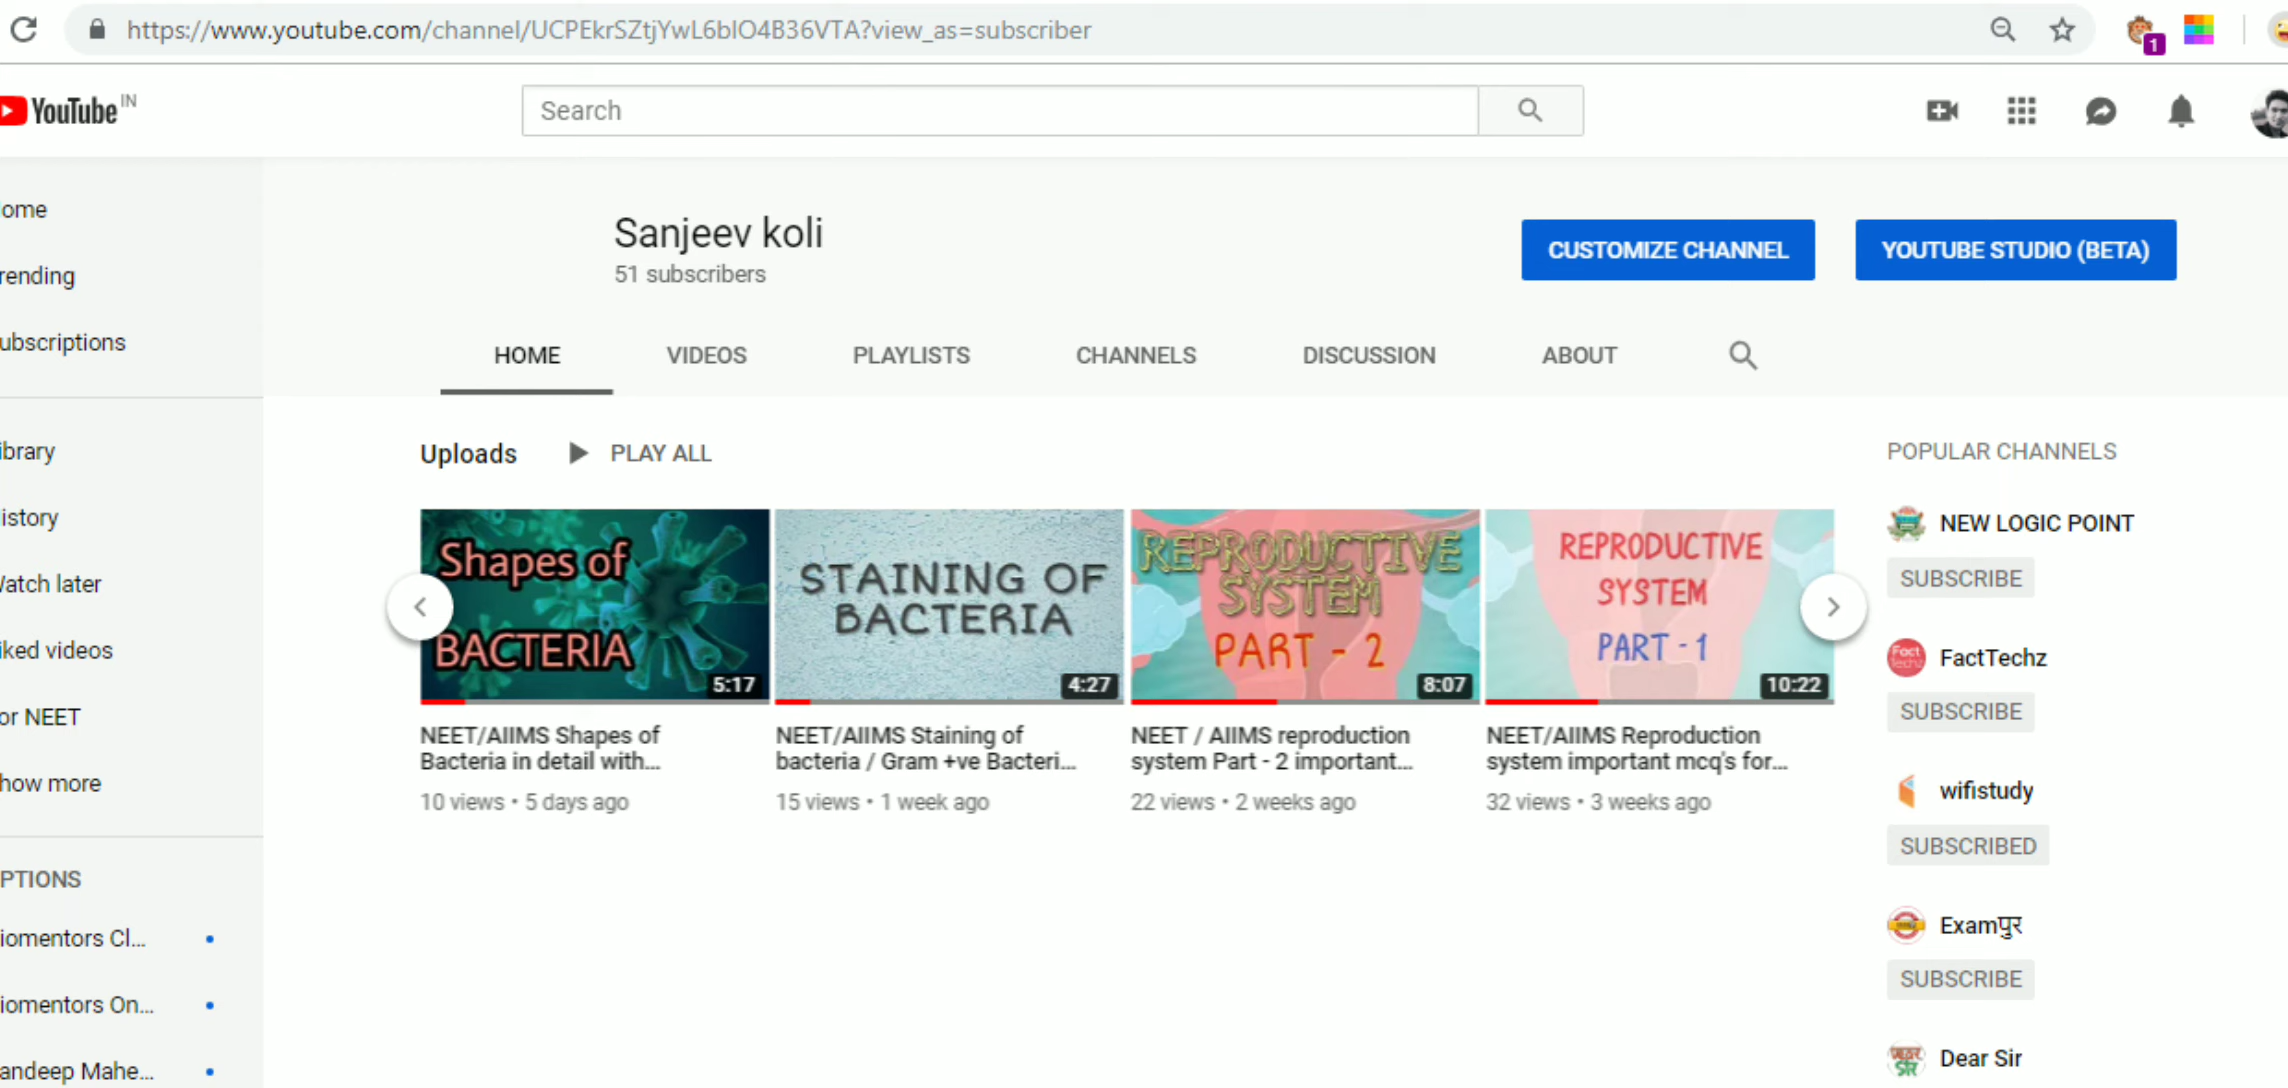 https://www.youtube.com/channel/UCPEkrSZtjYwL6blO4B36VTA?view_as=subscriber
1
YouTube IN
Search
ome
rending
ubscriptions
ibrary
istory
atch later
iked videos
or NEET
how more
PTIONS
iomentors Cl...
iomentors On...
andeep Mahe...
Sanjeev koli
51 subscribers
CUSTOMIZE CHANNEL
YOUTUBE STUDIO (BETA)
HOME
VIDEOS
PLAYLISTS
CHANNELS
DISCUSSION
ABOUT
Uploads
PLAY ALL
Shapes of
BACTERIA
5:17
NEET/AIIMS Shapes of
Bacteria in detail with...
10 views • 5 days ago
STAINING OF
BACTERIA
4:27
NEET/AIIMS Staining of
bacteria / Gram +ve Bacteri...
15 views • 1 week ago
REPRODUCTIVE
SYSTEM
PART - 2
8:07
NEET / AIIMS reproduction
system Part - 2 important...
22 views • 2 weeks ago
REPRODUCTIVE
SYSTEM
PART - 1
10:22
NEET/AIIMS Reproduction
system important mcq's for...
32 views • 3 weeks ago
POPULAR CHANNELS
NEW LOGIC POINT
SUBSCRIBE
Fact
Techz
FactTechz
SUBSCRIBE
wifistudy
SUBSCRIBED
Examपुर
SUBSCRIBE
Dear Sir